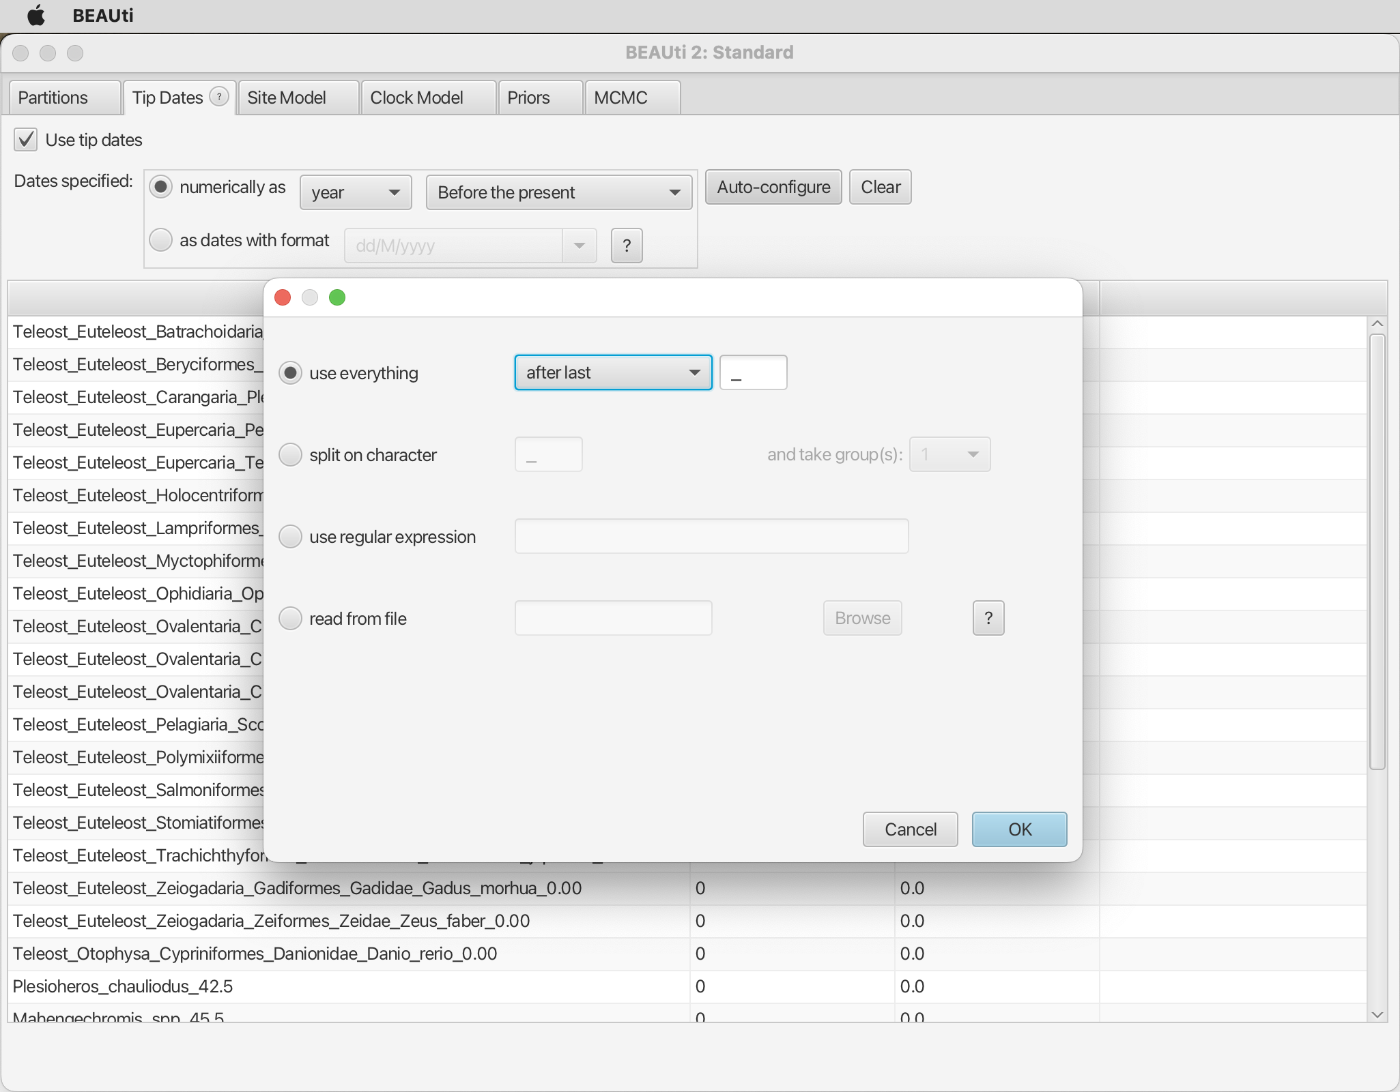 BEAUti
BEAUti 2: Standard
Partitions Tip Dates ? Site Model Clock Model Priors MCMC
Use tip dates
Dates specified: numerically as year Before the present Auto-configure Clear
as dates with format dd/M/yyyy ?
Teleost_Euteleost_Batrachoidaria
Teleost_Euteleost_Beryciformes_
Teleost_Euteleost_Carangaria_Ple
Teleost_Euteleost_Eupercaria_Pe
Teleost_Euteleost_Eupercaria_Te
Teleost_Euteleost_Holocentriform
Teleost_Euteleost_Lampriformes_
Teleost_Euteleost_Myctophiforme
Teleost_Euteleost_Ophidiaria_Op
Teleost_Euteleost_Ovalentaria_C
Teleost_Euteleost_Ovalentaria_C
Teleost_Euteleost_Ovalentaria_C
Teleost_Euteleost_Pelagiaria_Sco
Teleost_Euteleost_Polymixiiforme
Teleost_Euteleost_Salmoniformes
Teleost_Euteleost_Stomiatiformes
Teleost_Euteleost_Trachichthyfor
Teleost_Euteleost_Zeiogadaria_Gadiformes_Gadidae_Gadus_morhua_0.00 0 0.0
Teleost_Euteleost_Zeiogadaria_Zeiformes_Zeidae_Zeus_faber_0.00 0 0.0
Teleost_Otophysa_Cypriniformes_Danionidae_Danio_rerio_0.00 0 0.0
Plesioheros_chauliodus_42.5 0 0.0
Mahengechromis_spp_45.5 0 0.0
use everything after last _
split on character _ and take group(s): 1
use regular expression
read from file Browse ?
Cancel OK